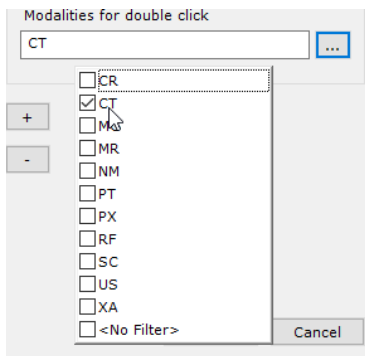 Modalities for double click
CT
...
CR
CT
MR
NM
PT
PX
RF
SC
US
XA
<No Filter>
+
-
Cancel